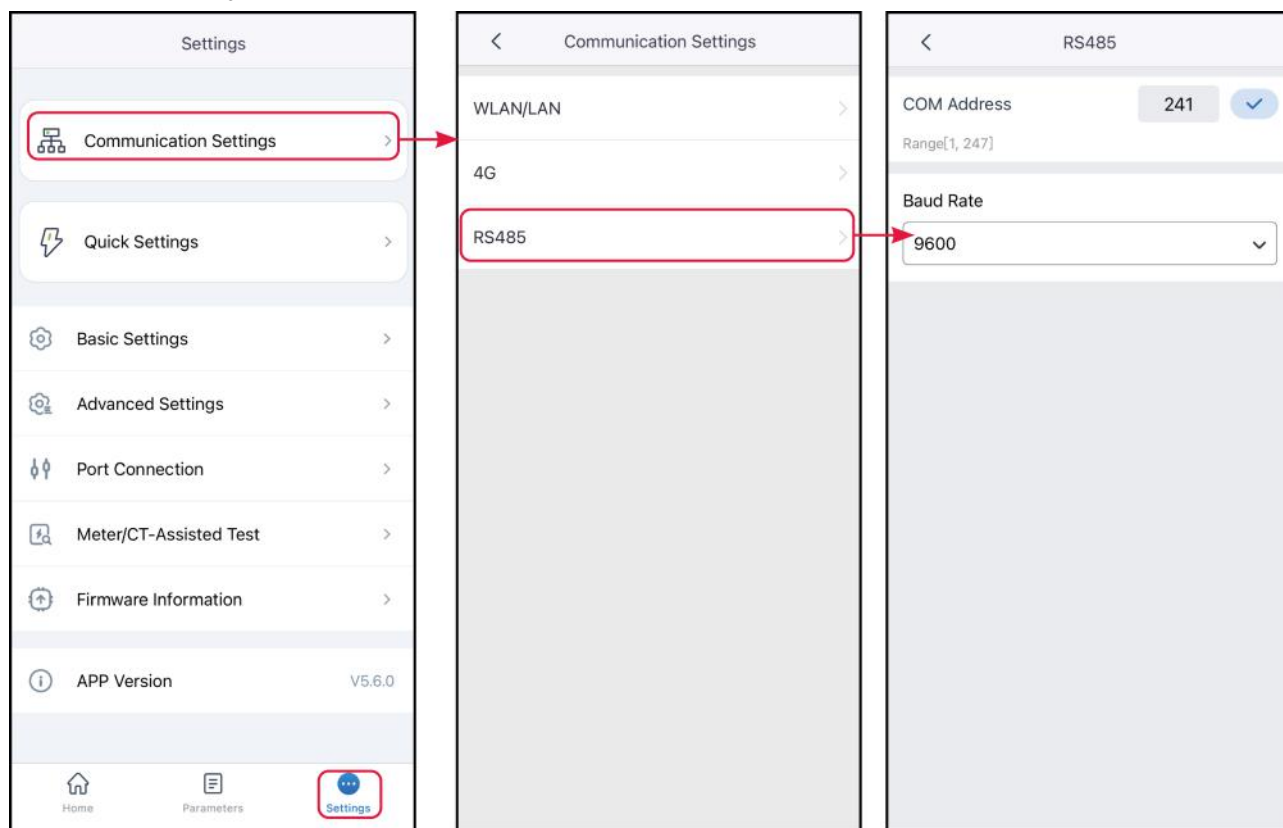 Settings
Communication Settings
Quick Settings
Basic Settings
Advanced Settings
Port Connection
Meter/CT-Assisted Test
Firmware Information
APP Version V5.6.0
Home Parameters Settings
Communication Settings
WLAN/LAN
4G
RS485
RS485
COM Address 241
Range[1, 247]
Baud Rate
9600